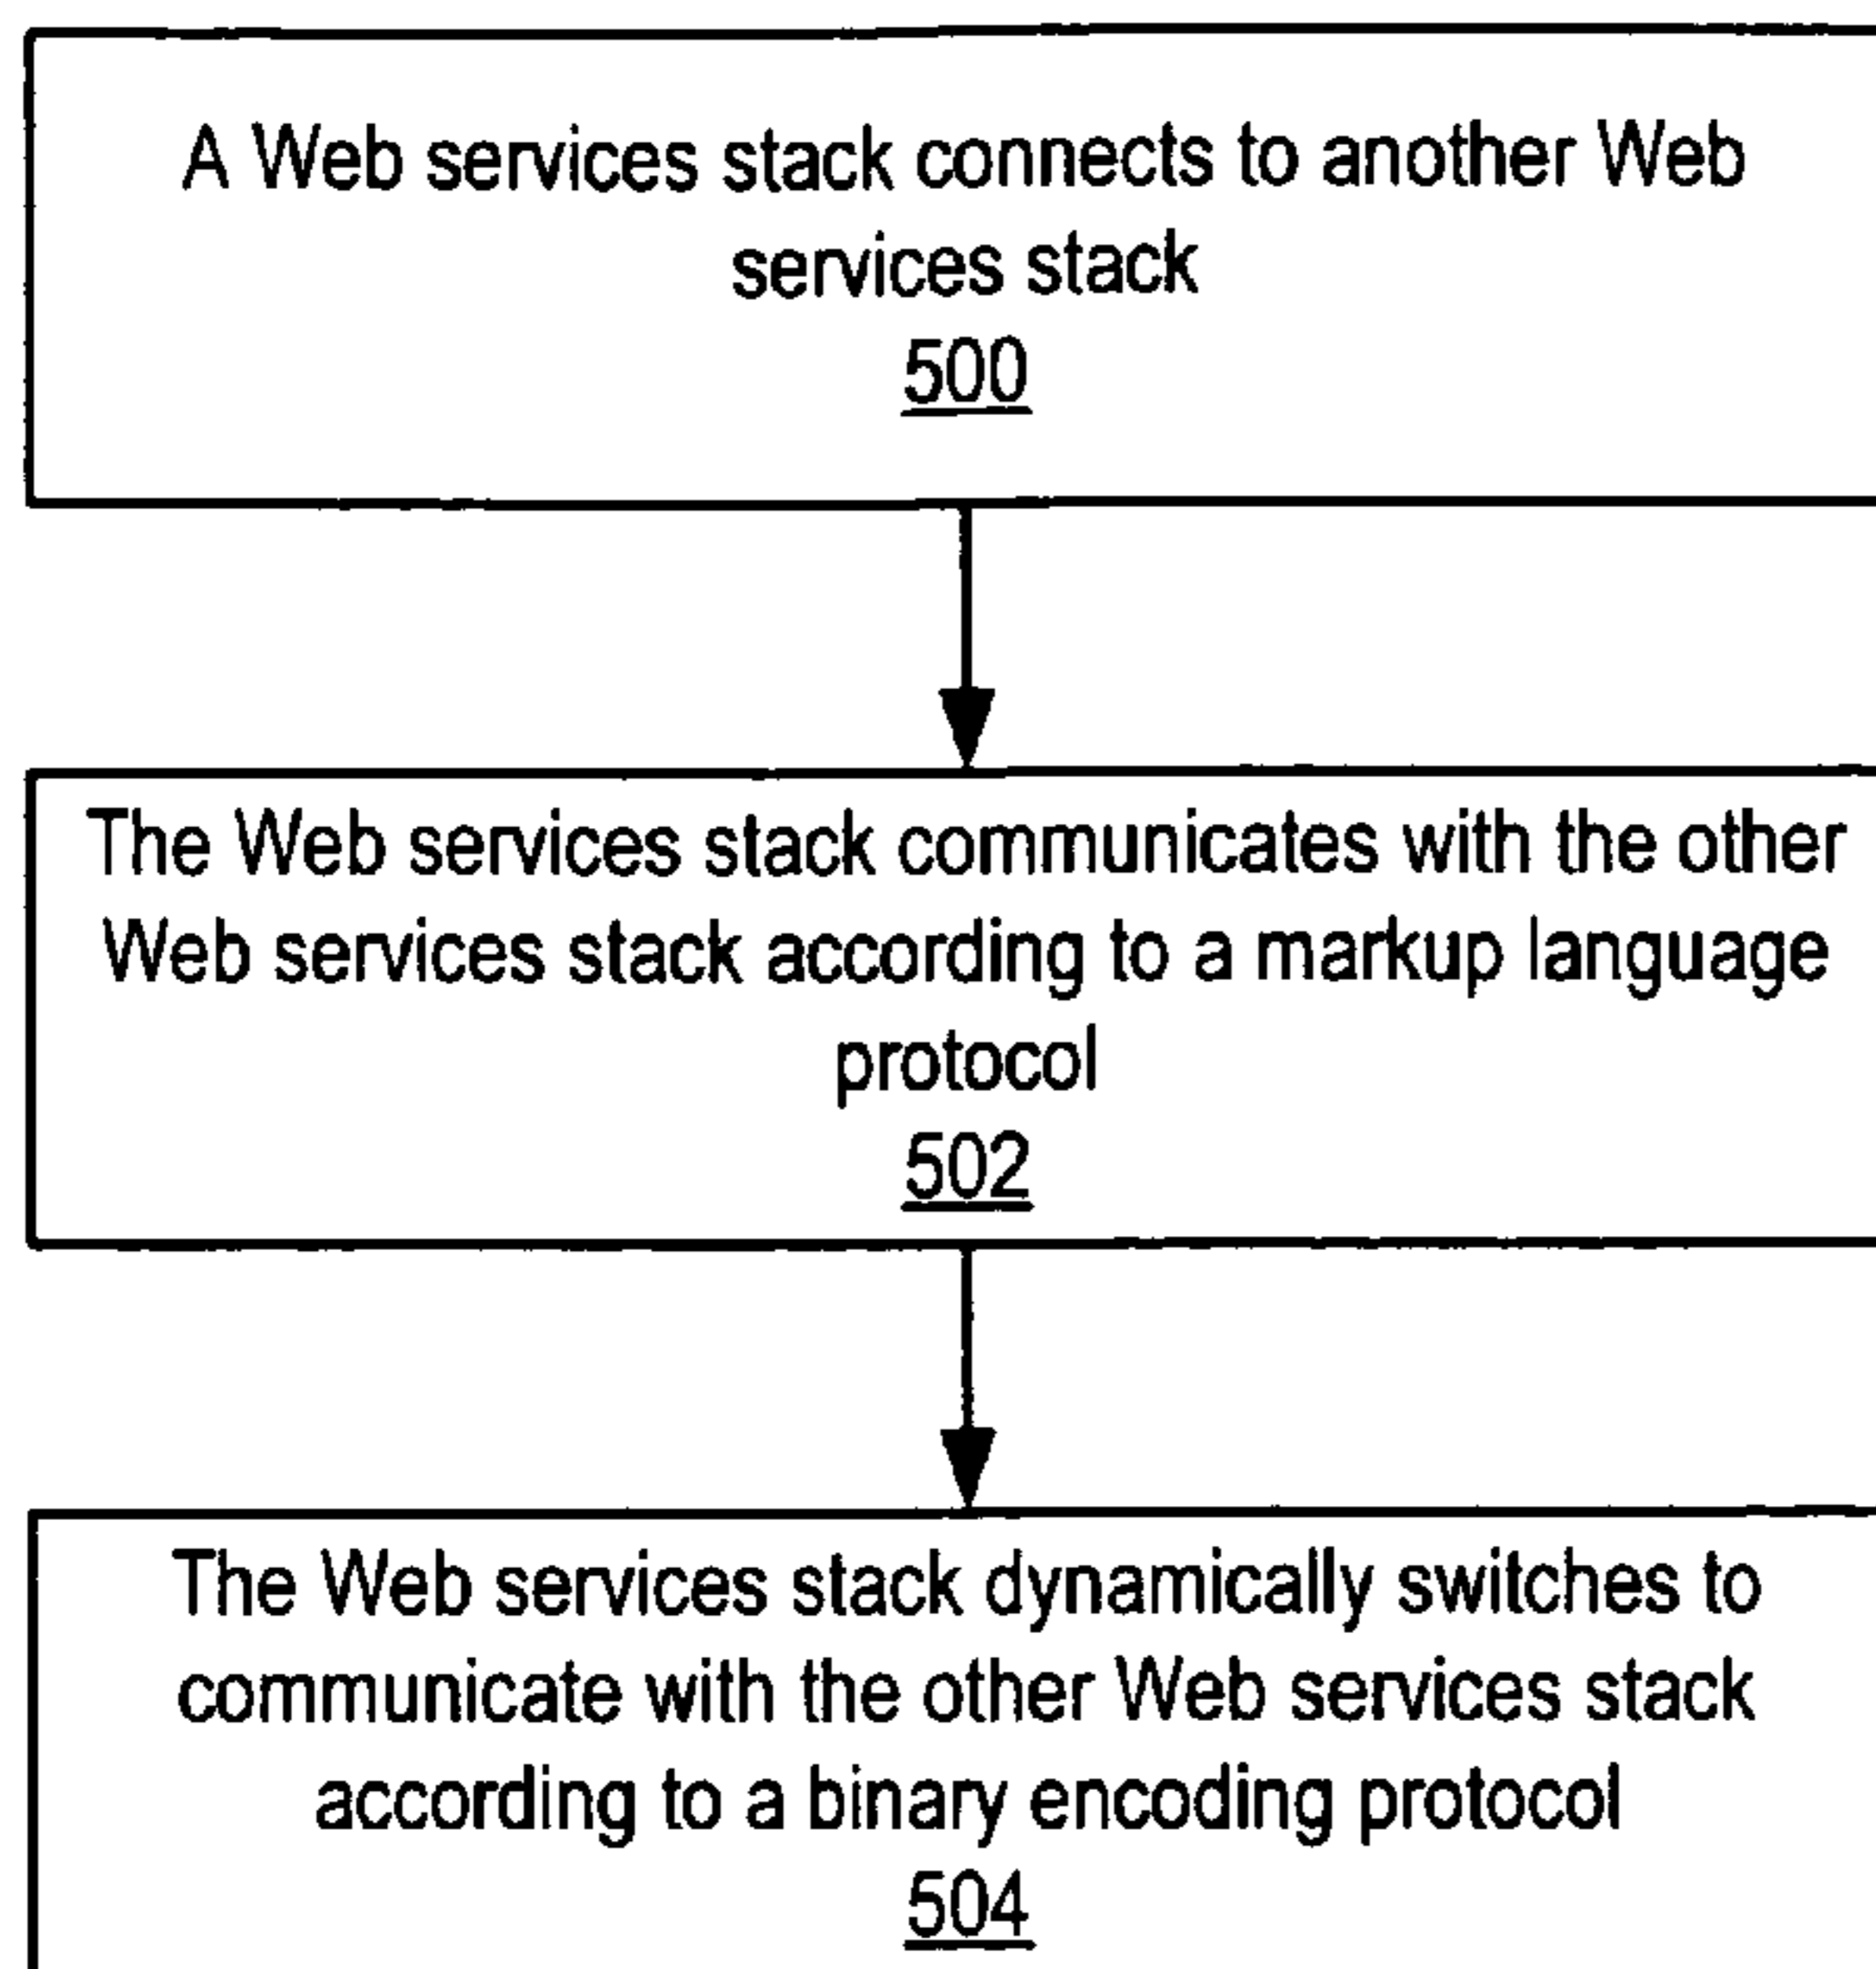 A Web services stack connects to another Web
services stack
500
The Web services stack communicates with the other
Web services stack according to a markup language
protocol
502
The Web services stack dynamically switches to
communicate with the other Web services stack
according to a binary encoding protocol
504